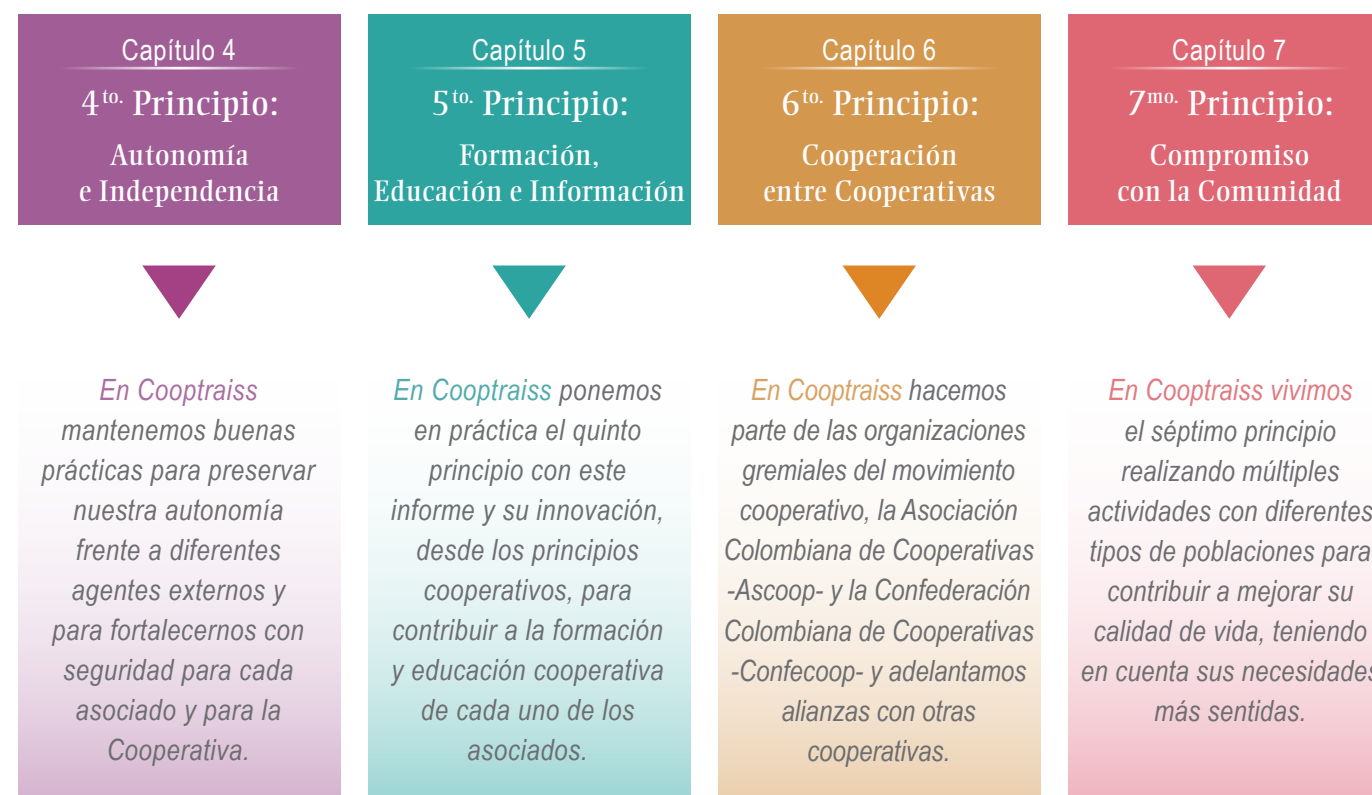 Capítulo 4
4to. Principio:
Autonomía
e Independencia
En Cooptraiss
mantenemos buenas
prácticas para preservar
nuestra autonomía
frente a diferentes
agentes externos y
para fortalecernos con
seguridad para cada
asociado y para la
Cooperativa.
Capítulo 5
5to. Principio:
Formación,
Educación e Información
En Cooptraiss ponemos
en práctica el quinto
principio con este
informe y su innovación,
desde los principios
cooperativos, para
contribuir a la formación
y educación cooperativa
de cada uno de los
asociados.
Capítulo 6
6to. Principio:
Cooperación
entre Cooperativas
En Cooptraiss hacemos
parte de las organizaciones
gremiales del movimiento
cooperativo, la Asociación
Colombiana de Cooperativas
-Ascoop- y la Confederación
Colombiana de Cooperativas
-Confecoop- y adelantamos
alianzas con otras
cooperativas.
Capítulo 7
7mo. Principio:
Compromiso
con la Comunidad
En Cooptraiss vivimos
el séptimo principio
realizando múltiples
actividades con diferentes
tipos de poblaciones para
contribuir a mejorar su
calidad de vida, teniendo
en cuenta sus necesidades
más sentidas.